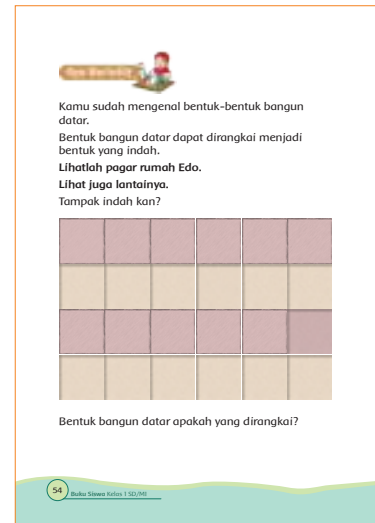 Kamu sudah mengenal bentuk-bentuk bangun
datar.
Bentuk bangun datar dapat dirangkai menjadi
bentuk yang indah.
Lihatlah pagar rumah Edo.
Lihat juga lantainya.
Tampak indah kan?
Bentuk bangun datar apakah yang dirangkai?
54
Buku Siswa Kelas 1 SD/MI